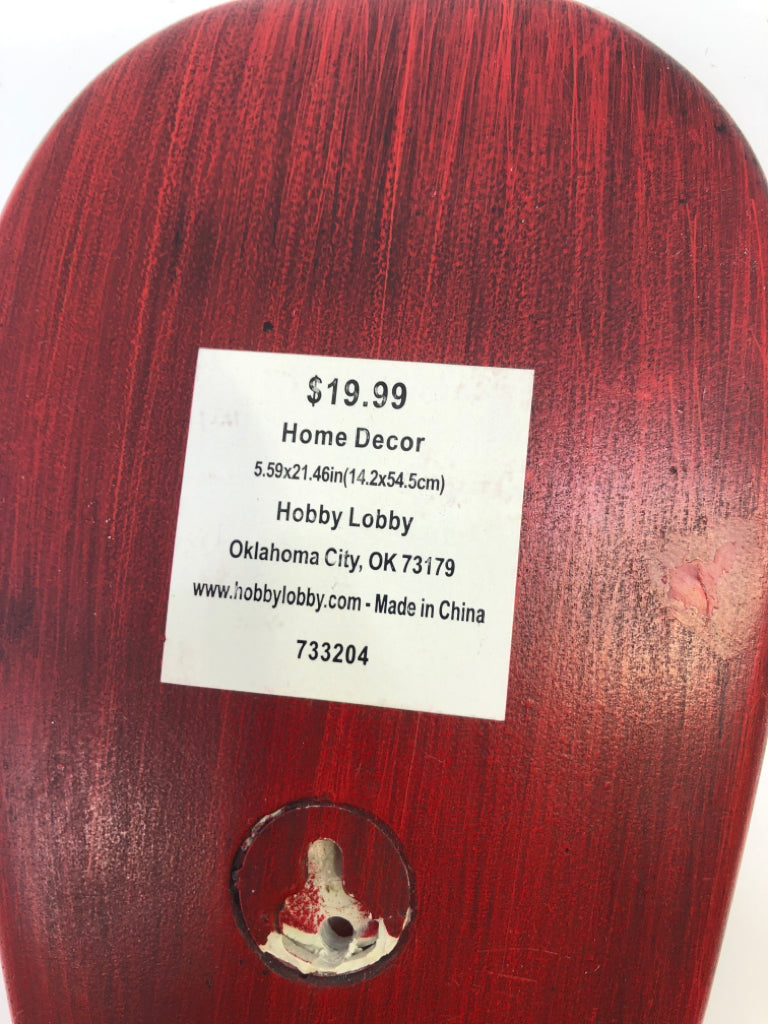 $19.99
Home Decor
5.59x21.46in(14.2x54.5cm)
Hobby Lobby
Oklahoma City, OK 73179
www.hobbylobby.com - Made in China
733204